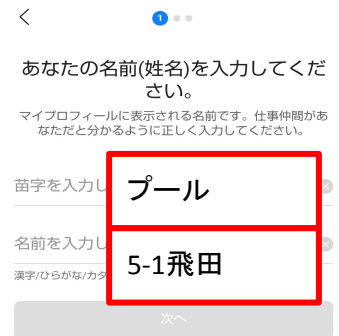 1
あなたの名前(姓名)を入力してくだ
さい。
マイプロフィールに表示される名前です。仕事仲間があ
なただと分かるように正しく入力してください。
苗字を入力し
プール
名前を入力し
5-1飛田
漢字/ひらがな/カタ
次へ